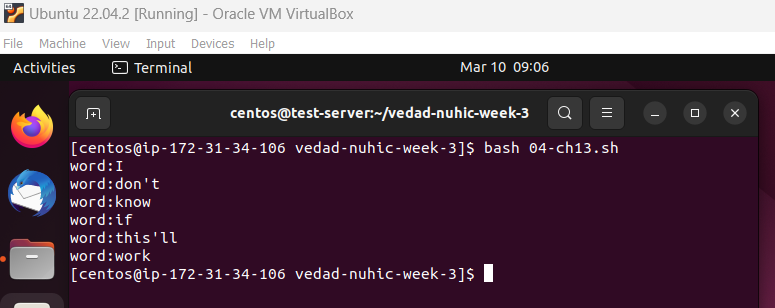 Ubuntu 22.04.2 [Running] - Oracle VM VirtualBox
File Machine View Input Devices Help
Activities Terminal Mar 10 09:06
centos@test-server:~/vedad-nuhic-week-3
[centos@ip-172-31-34-106 vedad-nuhic-week-3]$ bash 04-ch13.sh
word:I
word:don't
word:know
word:if
word:this'll
word:work
[centos@ip-172-31-34-106 vedad-nuhic-week-3]$